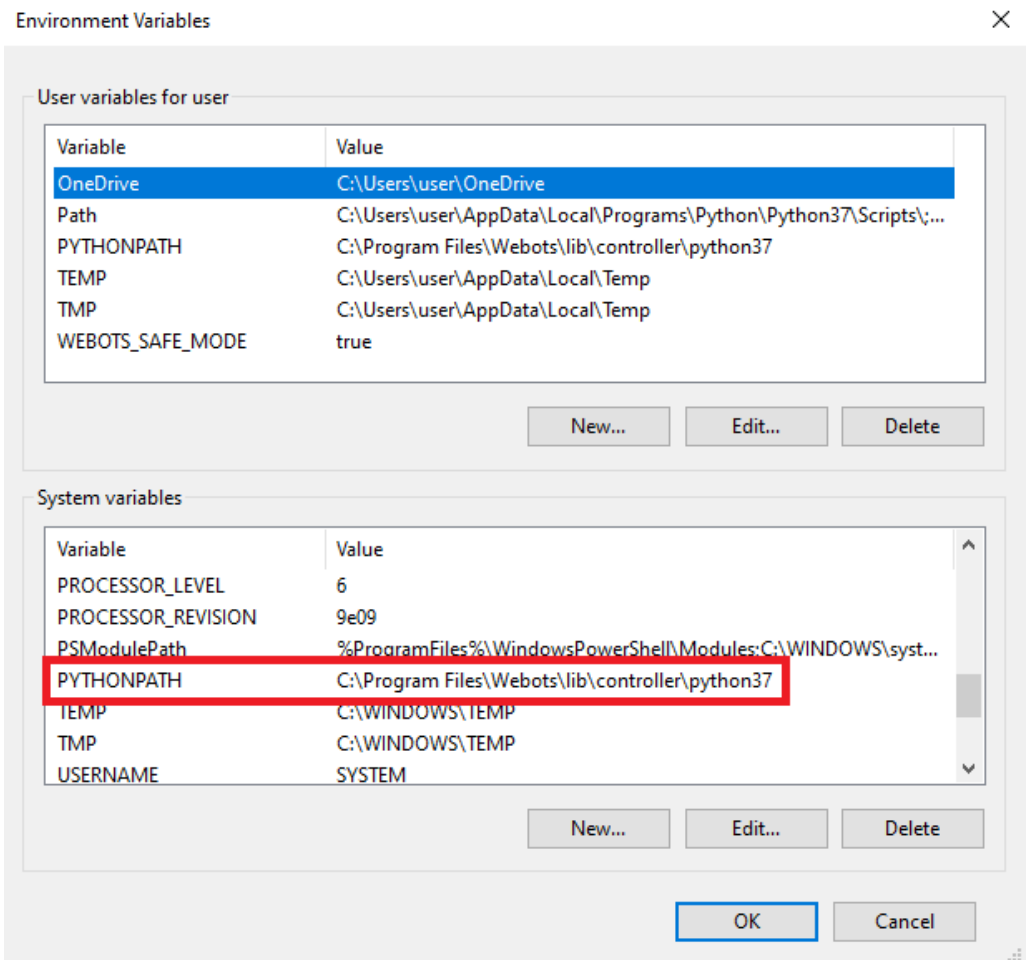 Environment Variables
User variables for user
Variable Value
OneDrive C:\Users\user\OneDrive
Path C:\Users\user\AppData\Local\Programs\Python\Python37\Scripts\;...
PYTHONPATH C:\Program Files\Webots\lib\controller\python37
TEMP C:\Users\user\AppData\Local\Temp
TMP C:\Users\user\AppData\Local\Temp
WEBOTS_SAFE_MODE true
New... Edit... Delete
System variables
Variable Value
PROCESSOR_LEVEL 6
PROCESSOR_REVISION 9e09
PSModulePath %ProgramFiles%\WindowsPowerShell\Modules;C:\WINDOWS\syst...
PYTHONPATH C:\Program Files\Webots\lib\controller\python37
TEMP C:\WINDOWS\TEMP
TMP C:\WINDOWS\TEMP
USERNAME SYSTEM
New... Edit... Delete
OK Cancel